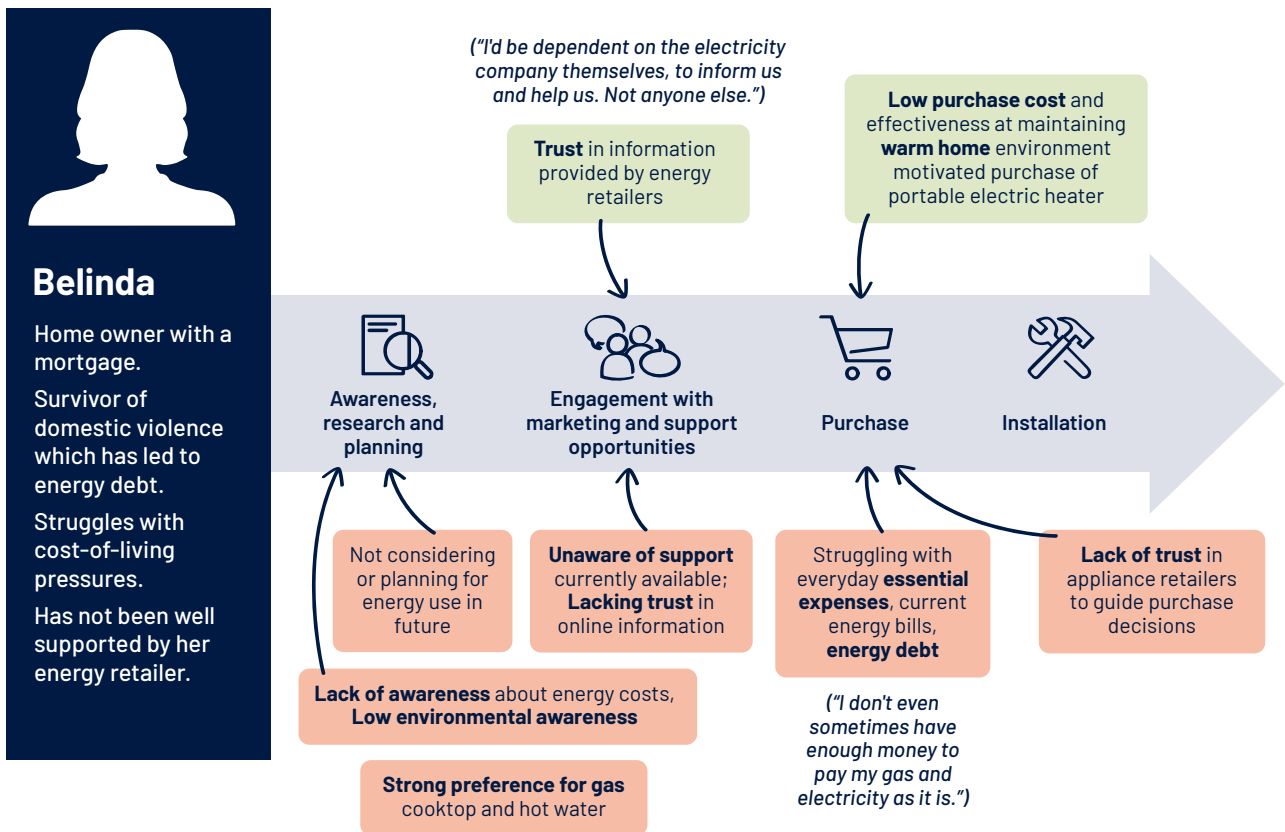 Belinda
Home owner with a
mortgage.
Survivor of
domestic violence
which has led to
energy debt.
Struggles with
cost-of-living
pressures.
Has not been well
supported by her
energy retailer.
(“I'd be dependent on the electricity
company themselves, to inform us
and help us. Not anyone else.”)
Trust in information
provided by energy
retailers
Low purchase cost and
effectiveness at maintaining
warm home environment
motivated purchase of
portable electric heater
Awareness,
research and
planning
Engagement with
marketing and support
opportunities
Purchase
Installation
Not considering
or planning for
energy use in
future
Unaware of support
currently available;
Lacking trust in
online information
Struggling with
everyday essential
expenses, current
energy bills,
energy debt
Lack of trust in
appliance retailers
to guide purchase
decisions
Lack of awareness about energy costs,
Low environmental awareness
(“I don't even
sometimes have
enough money to
pay my gas and
electricity as it is.”)
Strong preference for gas
cooktop and hot water